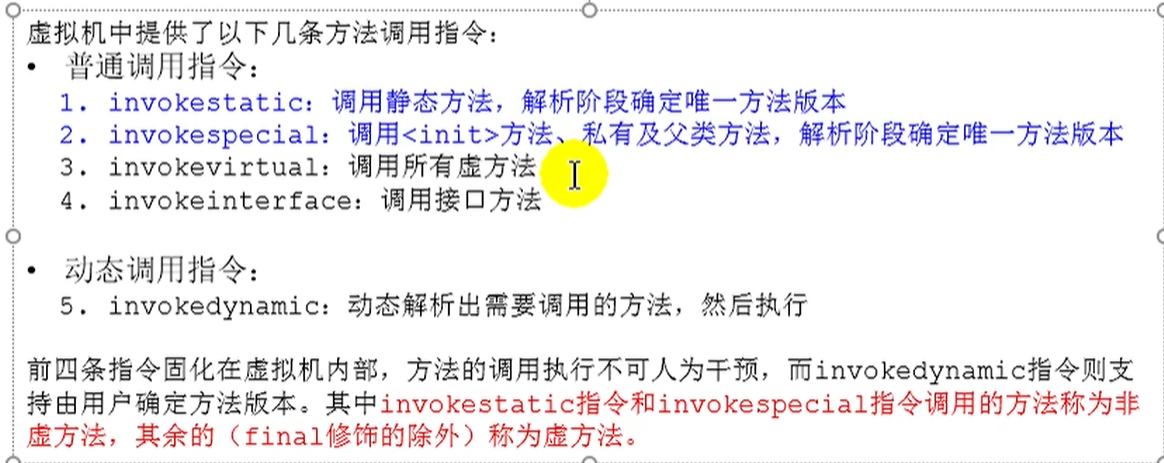 虚拟机中提供了以下几条方法调用指令:
• 普通调用指令:
1. invokestatic: 调用静态方法，解析阶段确定唯一方法版本
2. invokespecial: 调用<init>方法、私有及父类方法，解析阶段确定唯一方法版本
3. invokevirtual: 调用所有虚方法
4. invokeinterface: 调用接口方法
• 动态调用指令:
5. invokedynamic: 动态解析出需要调用的方法，然后执行
前四条指令固化在虚拟机内部，方法的调用执行不可人为干预，而invokedynamic指令则支
持由用户确定方法版本。其中invokestatic指令和invokespecial指令调用的方法称为非
虚方法，其余的（final修饰的除外）称为虚方法。